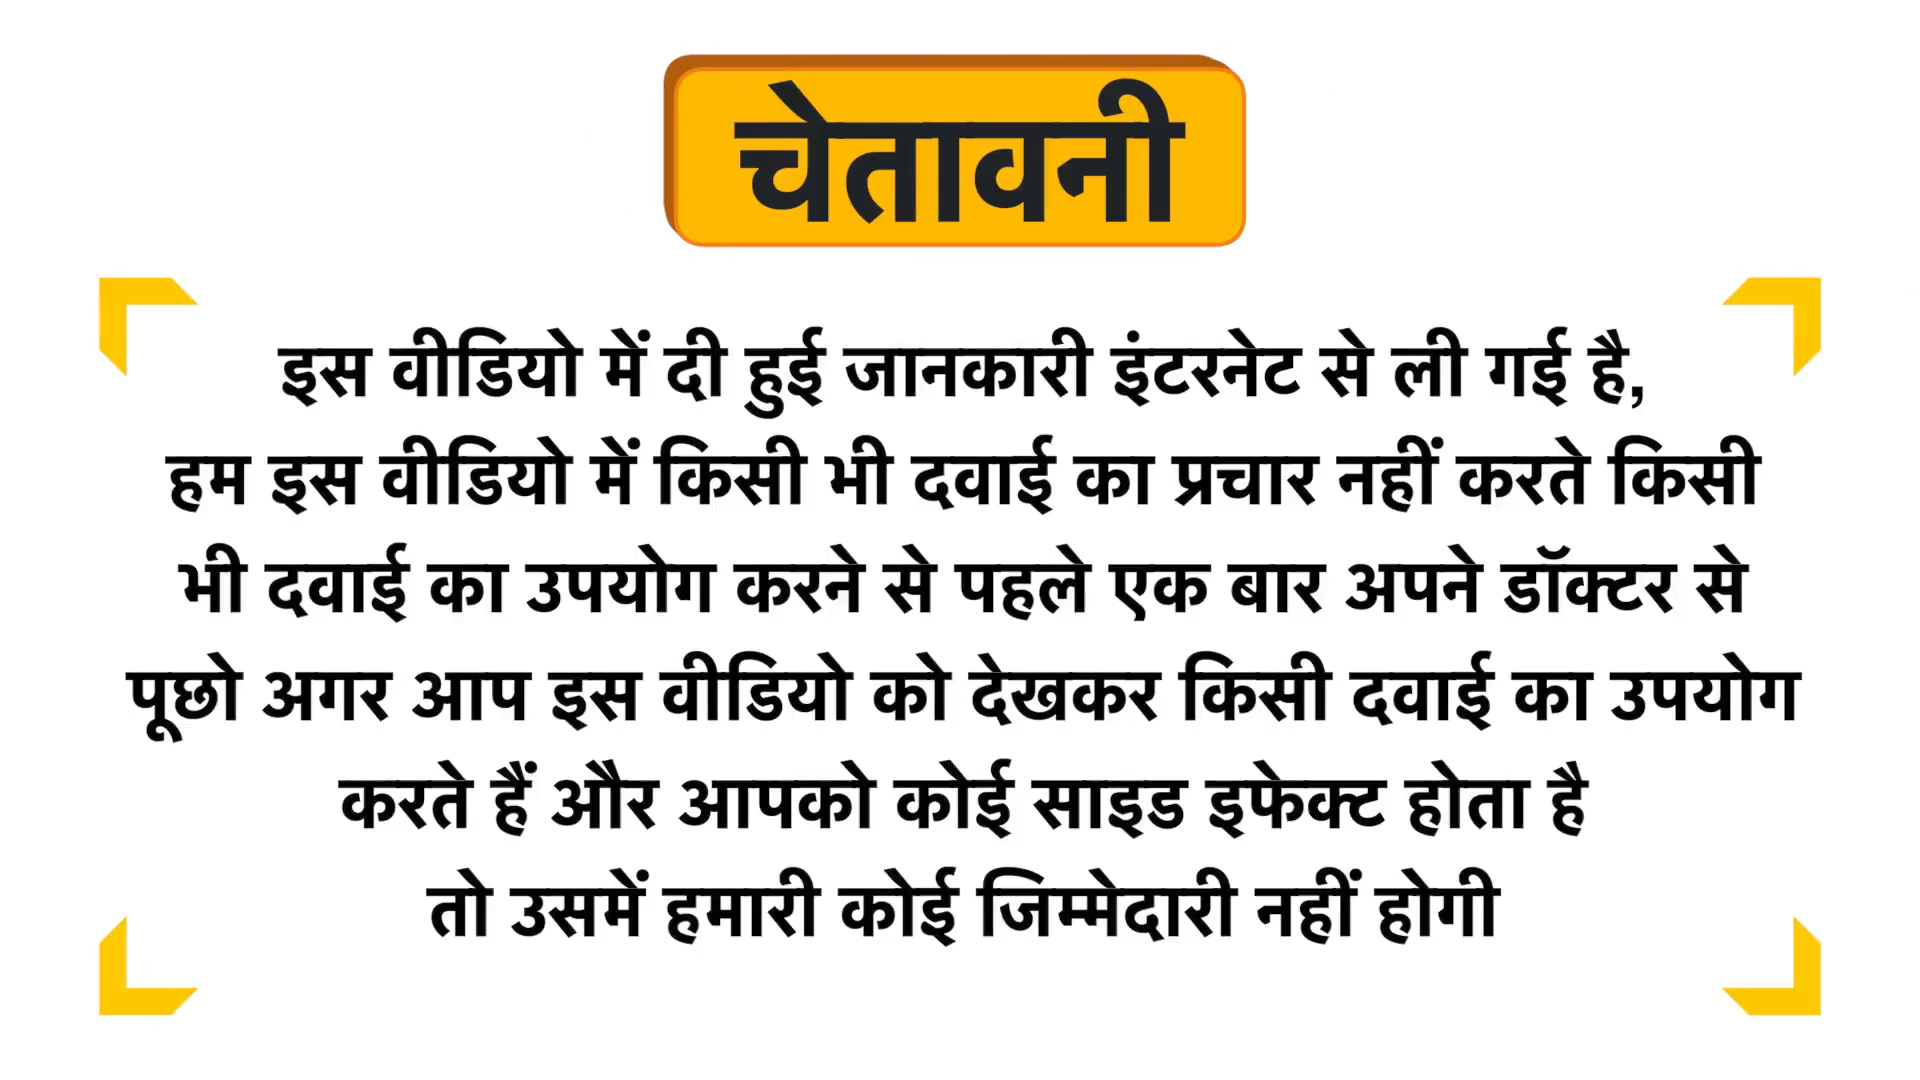 चेतावनी
इस वीडियो में दी हुई जानकारी इंटरनेट से ली गई है,
हम इस वीडियो में किसी भी दवाई का प्रचार नहीं करते किसी
भी दवाई का उपयोग करने से पहले एक बार अपने डॉक्टर से
पूछो अगर आप इस वीडियो को देखकर किसी दवाई का उपयोग
करते हैं और आपको कोई साइड इफेक्ट होता है
तो उसमें हमारी कोई जिम्मेदारी नहीं होगी